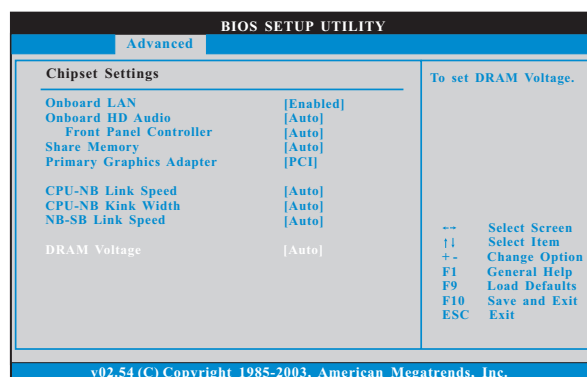 BIOS SETUP UTILITY
Advanced
Chipset Settings
Onboard LAN [Enabled]
Onboard HD Audio [Auto]
Front Panel Controller [Auto]
Share Memory [Auto]
Primary Graphics Adapter [PCI]
CPU-NB Link Speed [Auto]
CPU-NB Kink Width [Auto]
NB-SB Link Speed [Auto]
DRAM Voltage [Auto]
To set DRAM Voltage.
←→ Select Screen
↑↓ Select Item
+ - Change Option
F1 General Help
F9 Load Defaults
F10 Save and Exit
ESC Exit
v02.54 (C) Copyright 1985-2003, American Megatrends, Inc.